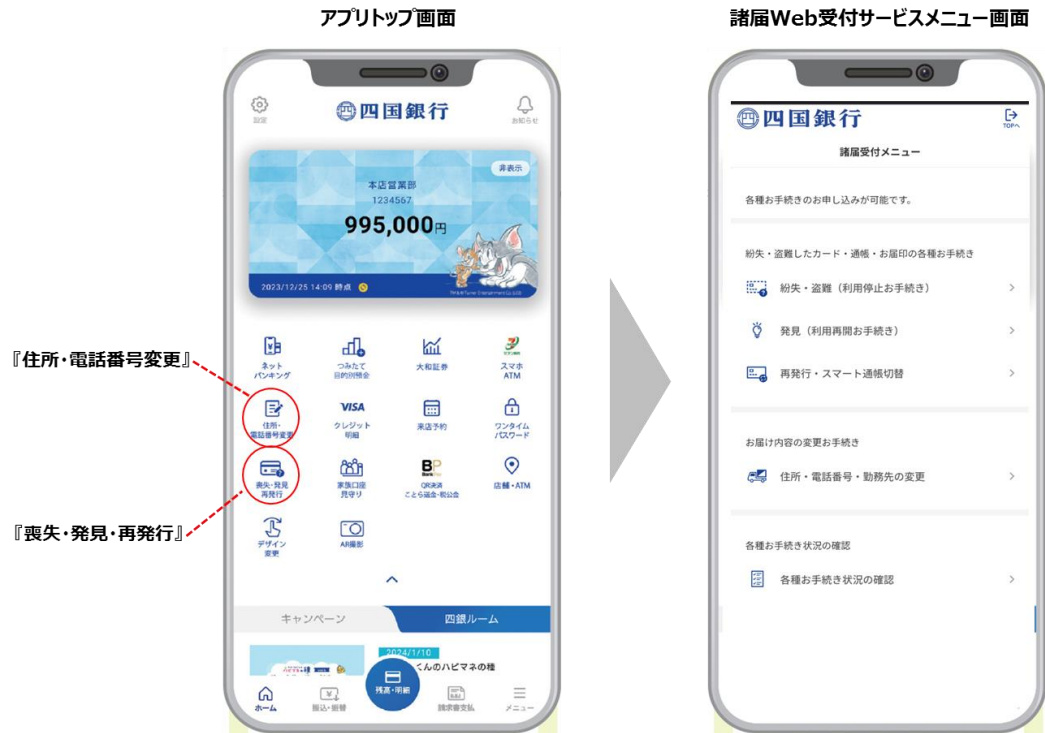 アプリトップ画面
諸届Web受付サービスメニュー画面
設定
四国銀行
お知らせ
非表示
本店営業部
1234567
995,000円
2023/12/25 14:09 時点
ネット
バンキング
つみたて
目的別預金
大和証券
スマホ
ATM
『住所・電話番号変更』
住所・
電話番号変更
VISA
クレジット
明細
来店予約
ワンタイム
パスワード
『喪失・発見・再発行』
喪失・発見
再発行
家族口座
見守り
BP
QR決済
ことら送金・税公金
店舗・ATM
デザイン
変更
AR撮影
キャンペーン
四銀ルーム
2024/1/10
くんのハピマネの種
ホーム
振込・振替
残高・明細
請求書支払
メニュー
四国銀行
TOPへ
諸届受付メニュー
各種お手続きのお申し込みが可能です。
紛失・盗難したカード・通帳・お届印の各種お手続き
紛失・盗難（利用停止お手続き）
発見（利用再開お手続き）
再発行・スマート通帳切替
お届け内容の変更お手続き
住所・電話番号・勤務先の変更
各種お手続き状況の確認
各種お手続き状況の確認